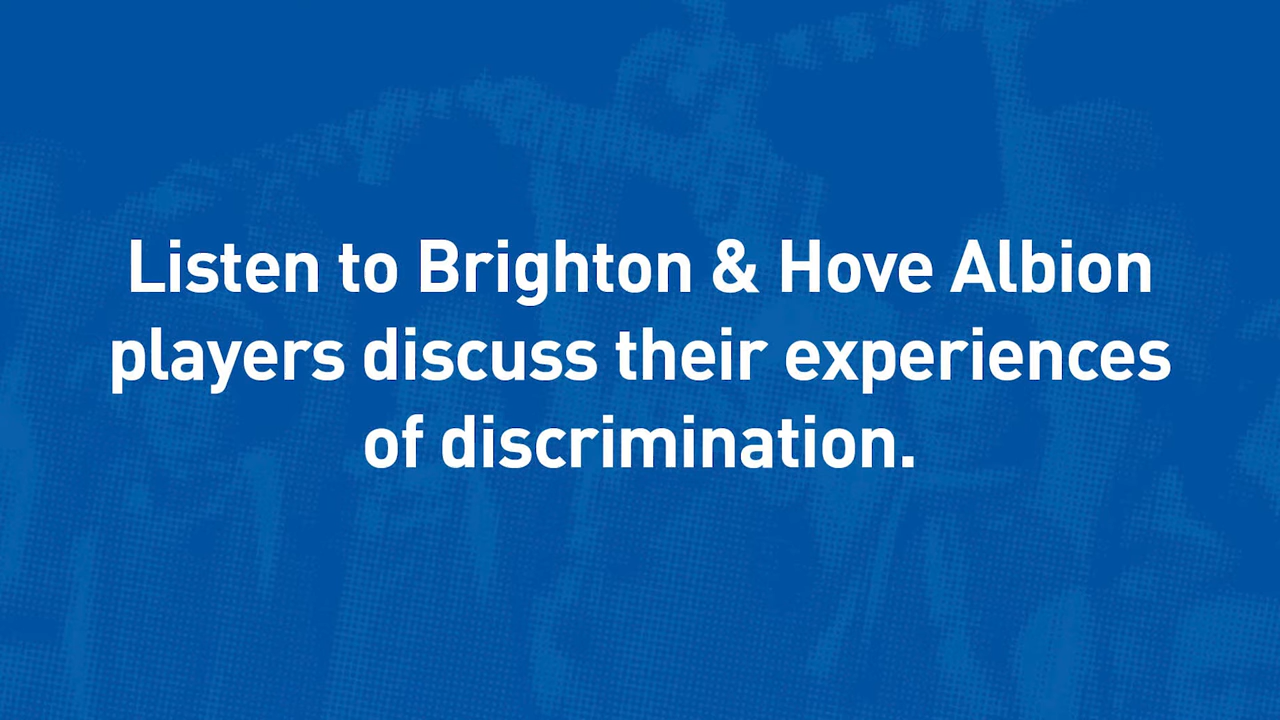 Listen to Brighton & Hove Albion
players discuss their experiences
of discrimination.